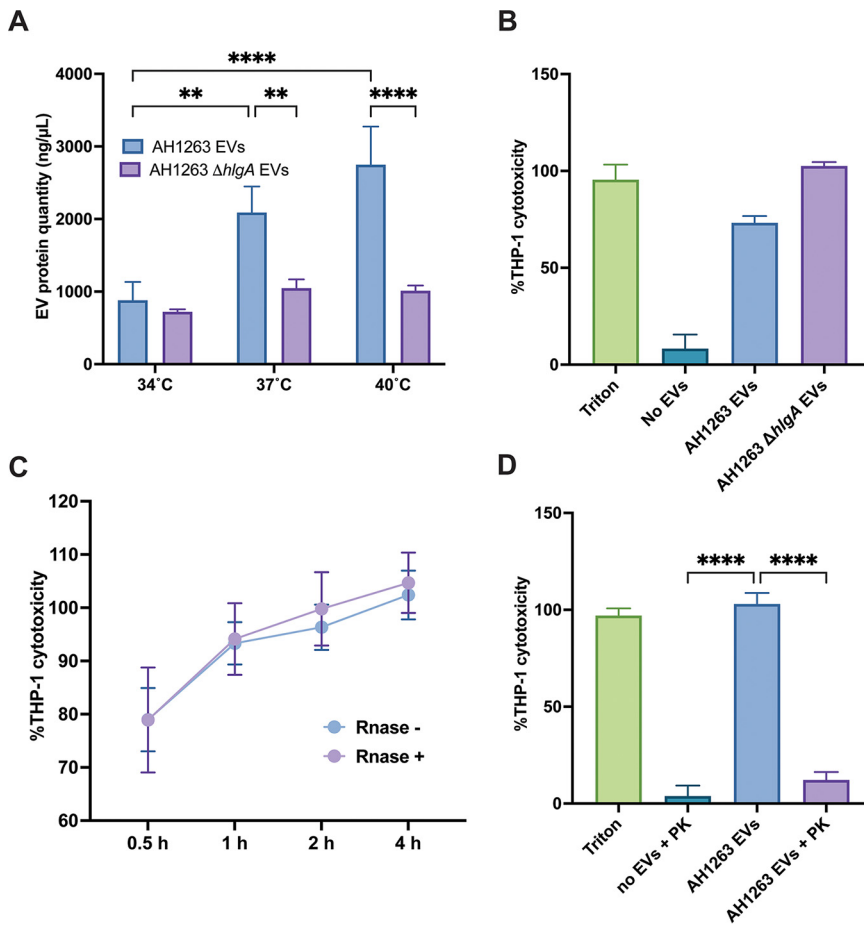 A
EV protein quantity (ng/µL)
4000
3000
2000
1000
0
****
**
**
****
AH1263 EVs
AH1263 ΔhlgA EVs
34˚C
37˚C
40˚C
B
%THP-1 cytotoxicity
150
100
50
0
Triton
No EVs
AH1263 EVs
AH1263 ΔhlgA EVs
C
%THP-1 cytotoxicity
120
110
100
90
80
70
60
Rnase -
Rnase +
0.5 h
1 h
2 h
4 h
D
%THP-1 cytotoxicity
150
100
50
0
****
****
Triton
no EVs + PK
AH1263 EVs
AH1263 EVs + PK